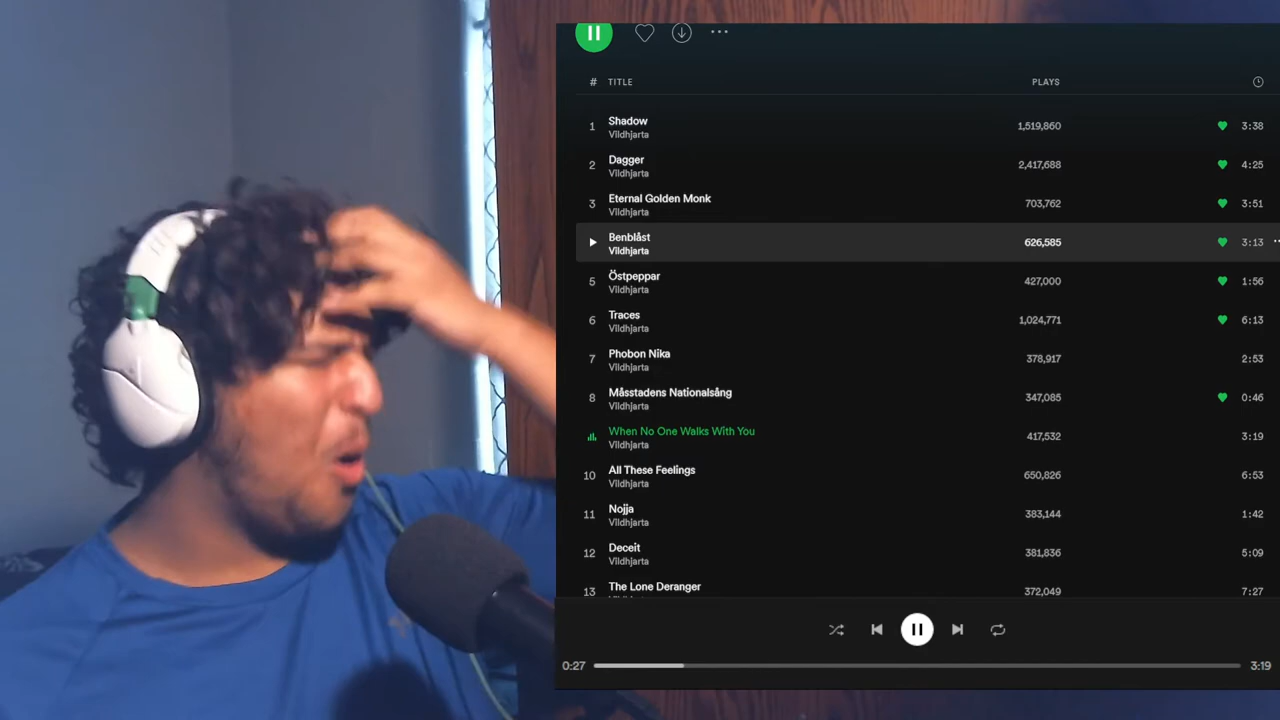 # TITLE PLAYS
1 Shadow 1,519,860 3:38
Vildhjarta
2 Dagger 2,417,688 4:25
Vildhjarta
3 Eternal Golden Monk 703,762 3:51
Vildhjarta
Benblåst 626,585 3:13
Vildhjarta
5 Östpeppar 427,000 1:56
Vildhjarta
6 Traces 1,024,771 6:13
Vildhjarta
7 Phobon Nika 378,917 2:53
Vildhjarta
8 Måsstadens Nationalsång 347,085 0:46
Vildhjarta
When No One Walks With You 417,532 3:19
Vildhjarta
10 All These Feelings 650,826 6:53
Vildhjarta
11 Nojja 383,144 1:42
Vildhjarta
12 Deceit 381,836 5:09
Vildhjarta
13 The Lone Deranger 372,049 7:27
0:27 3:19